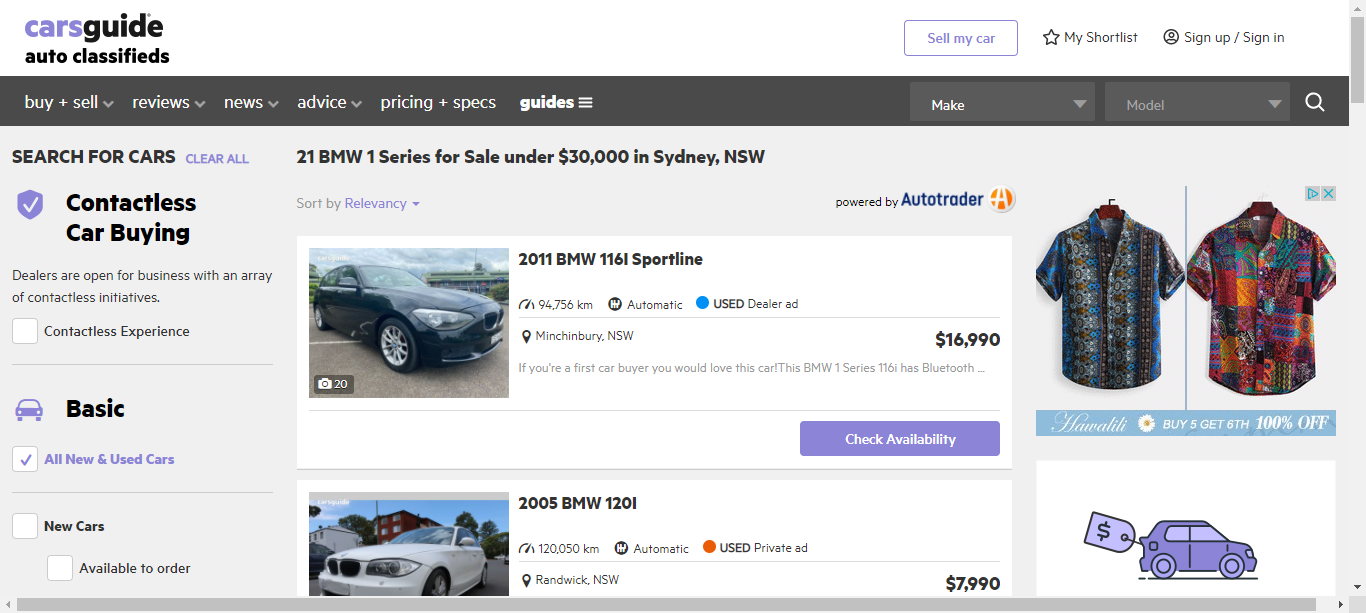 carsguide
auto classifieds
Sell my car
My Shortlist
Sign up / Sign in
buy + sell
reviews
news
advice
pricing + specs
guides
Make
Model
SEARCH FOR CARS CLEAR ALL
Contactless
Car Buying
Dealers are open for business with an array
of contactless initiatives.
Contactless Experience
Basic
All New & Used Cars
New Cars
Available to order
21 BMW 1 Series for Sale under $30,000 in Sydney, NSW
Sort by Relevancy
powered by Autotrader
carsguide
20
2011 BMW 116I Sportline
94,756 km Automatic USED Dealer ad
Minchinbury, NSW
$16,990
If you're a first car buyer you would love this car!This BMW 1 Series 116i has Bluetooth ...
Check Availability
carsguide
2005 BMW 120I
120,050 km Automatic USED Private ad
Randwick, NSW
$7,990
Hawalili BUY 5 GET 6TH 100% OFF
$